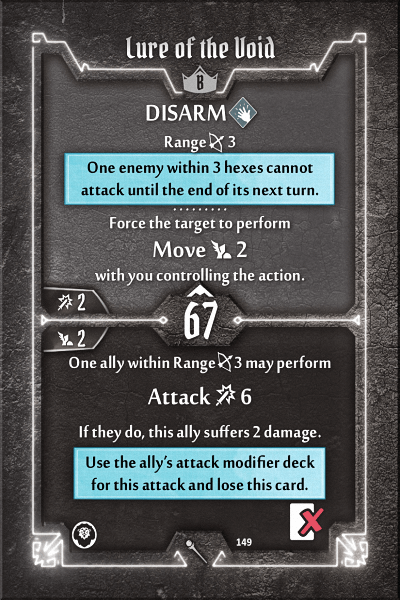 Lure of the Void
B
DISARM
Range 3
One enemy within 3 hexes cannot
attack until the end of its next turn.
Force the target to perform
Move 2
with you controlling the action.
2
67
2
One ally within Range 3 may perform
Attack 6
If they do, this ally suffers 2 damage.
Use the ally's attack modifier deck
for this attack and lose this card.
149